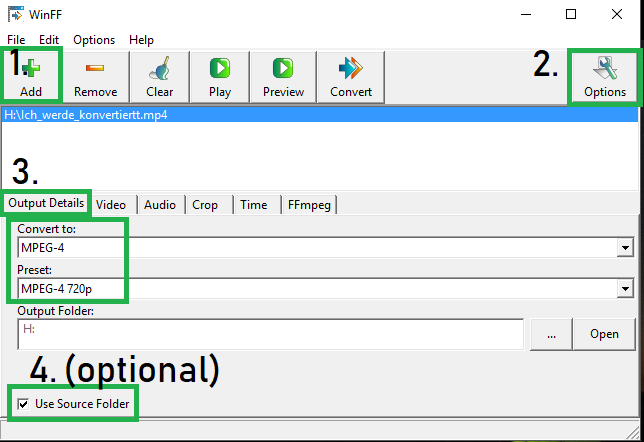 WinFF
File Edit Options Help
1. 2.
Add Remove Clear Play Preview Convert Options
H:\Ich_werde_konvertiertt.mp4
3.
Output Details Video Audio Crop Time FFmpeg
Convert to:
MPEG-4
Preset:
MPEG-4 720p
Output Folder:
H:
... Open
4. (optional)
Use Source Folder